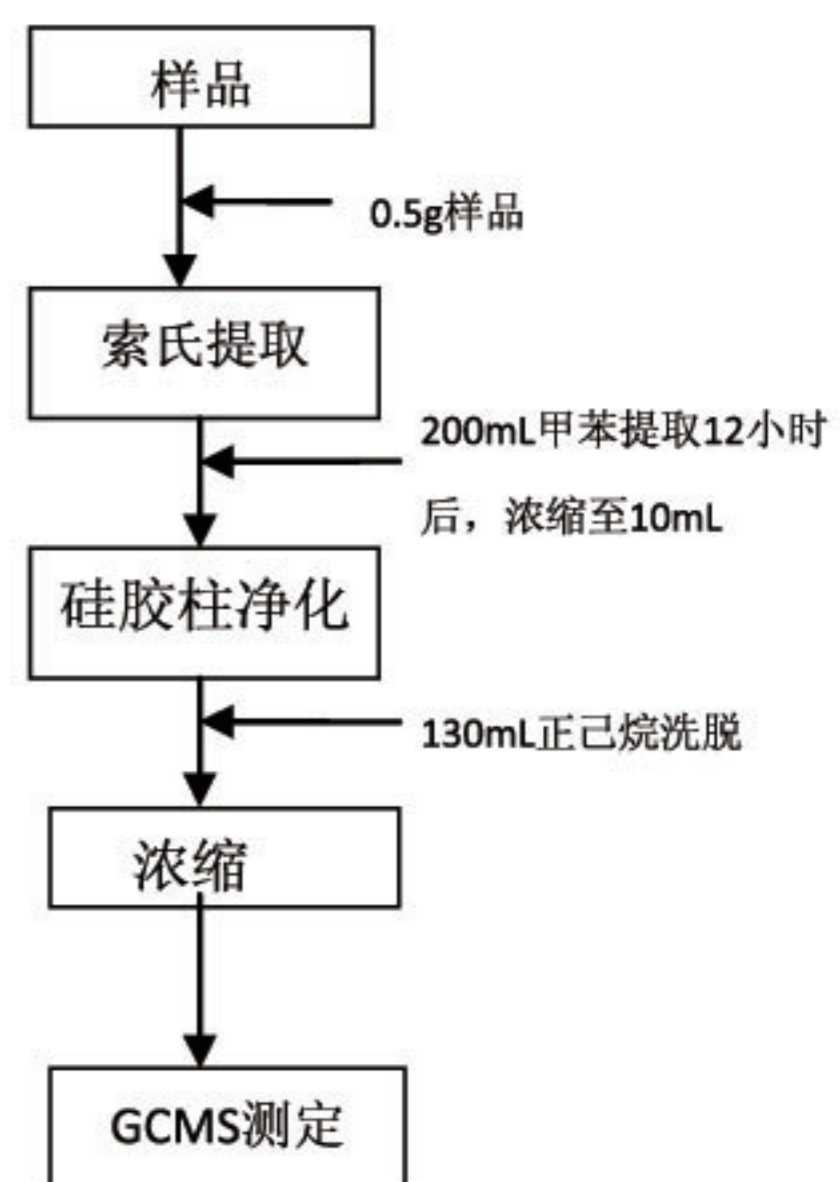 样品
0.5g样品
索氏提取
200mL甲苯提取12小时
后，浓缩至10mL
硅胶柱净化
130mL正己烷洗脱
浓缩
GCMS测定